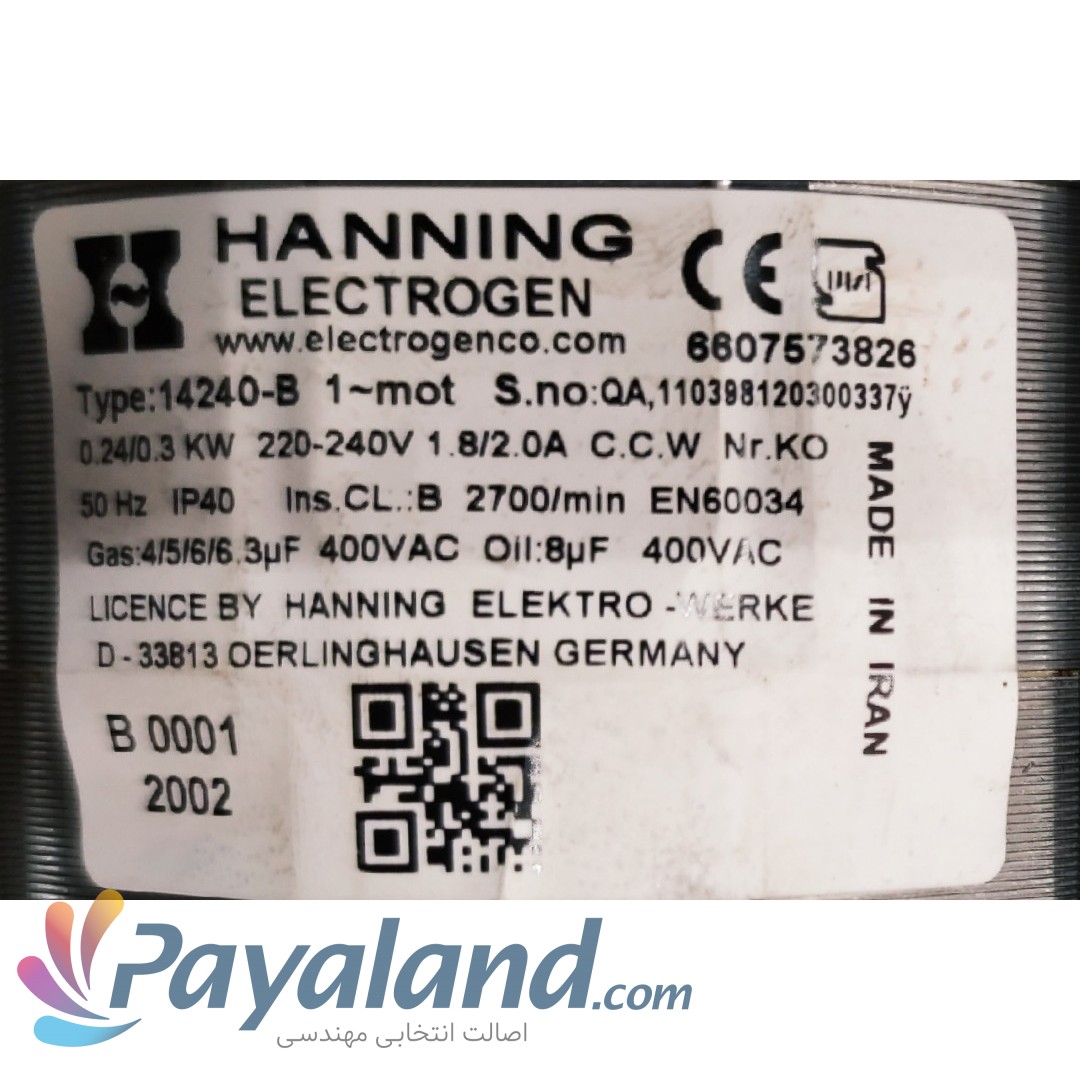 HANNING
ELECTROGEN
www.electrogenco.com
CE
6607573826
Type:14240-B 1~mot S.no:QA,110398120300337ÿ
0.24/0.3 KW 220-240V 1.8/2.0A C.C.W Nr.KO
50 Hz IP40 Ins.CL.:B 2700/min EN60034
Gas:4/5/6/6.3µF 400VAC Oil:8µF 400VAC
LICENCE BY HANNING ELEKTRO -WERKE
D - 33813 OERLINGHAUSEN GERMANY
MADE IN IRAN
B 0001
2002
Payaland.com
اصالت انتخابی مهندسی